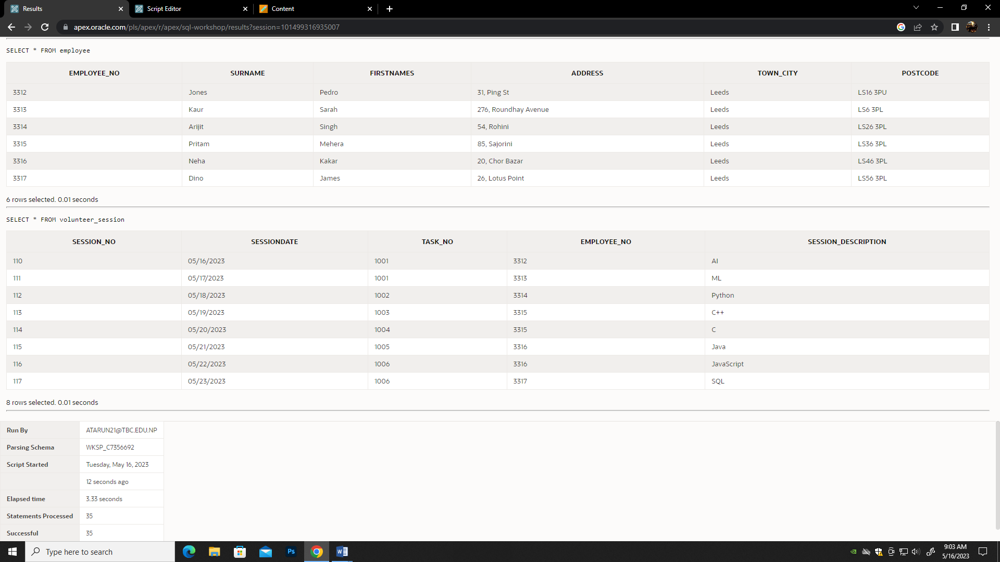 Results
Script Editor
Content
apex.oracle.com/pls/apex/r/apex/sql-workshop/results?session=101499316935007
SELECT * FROM employee
EMPLOYEE_NO SURNAME FIRSTNAMES ADDRESS TOWN_CITY POSTCODE
3312 Jones Pedro 31, Ping St Leeds LS16 3PU
3313 Kaur Sarah 276, Roundhay Avenue Leeds LS6 3PL
3314 Arijit Singh 54, Rohini Leeds LS26 3PL
3315 Pritam Mehera 85, Sajorini Leeds LS36 3PL
3316 Neha Kakar 20, Chor Bazar Leeds LS46 3PL
3317 Dino James 26, Lotus Point Leeds LS56 3PL
6 rows selected. 0.01 seconds
SELECT * FROM volunteer_session
SESSION_NO SESSIONDATE TASK_NO EMPLOYEE_NO SESSION_DESCRIPTION
110 05/16/2023 1001 3312 AI
111 05/17/2023 1001 3313 ML
112 05/18/2023 1002 3314 Python
113 05/19/2023 1003 3315 C++
114 05/20/2023 1004 3315 C
115 05/21/2023 1005 3316 Java
116 05/22/2023 1006 3316 JavaScript
117 05/23/2023 1006 3317 SQL
8 rows selected. 0.01 seconds
Run By ATARUN21@TBC.EDU.NP
Parsing Schema WKSP_C7356692
Script Started Tuesday, May 16, 2023
12 seconds ago
Elapsed time 3.33 seconds
Statements Processed 35
Successful 35
Type here to search
Ps
9:03 AM
5/16/2023